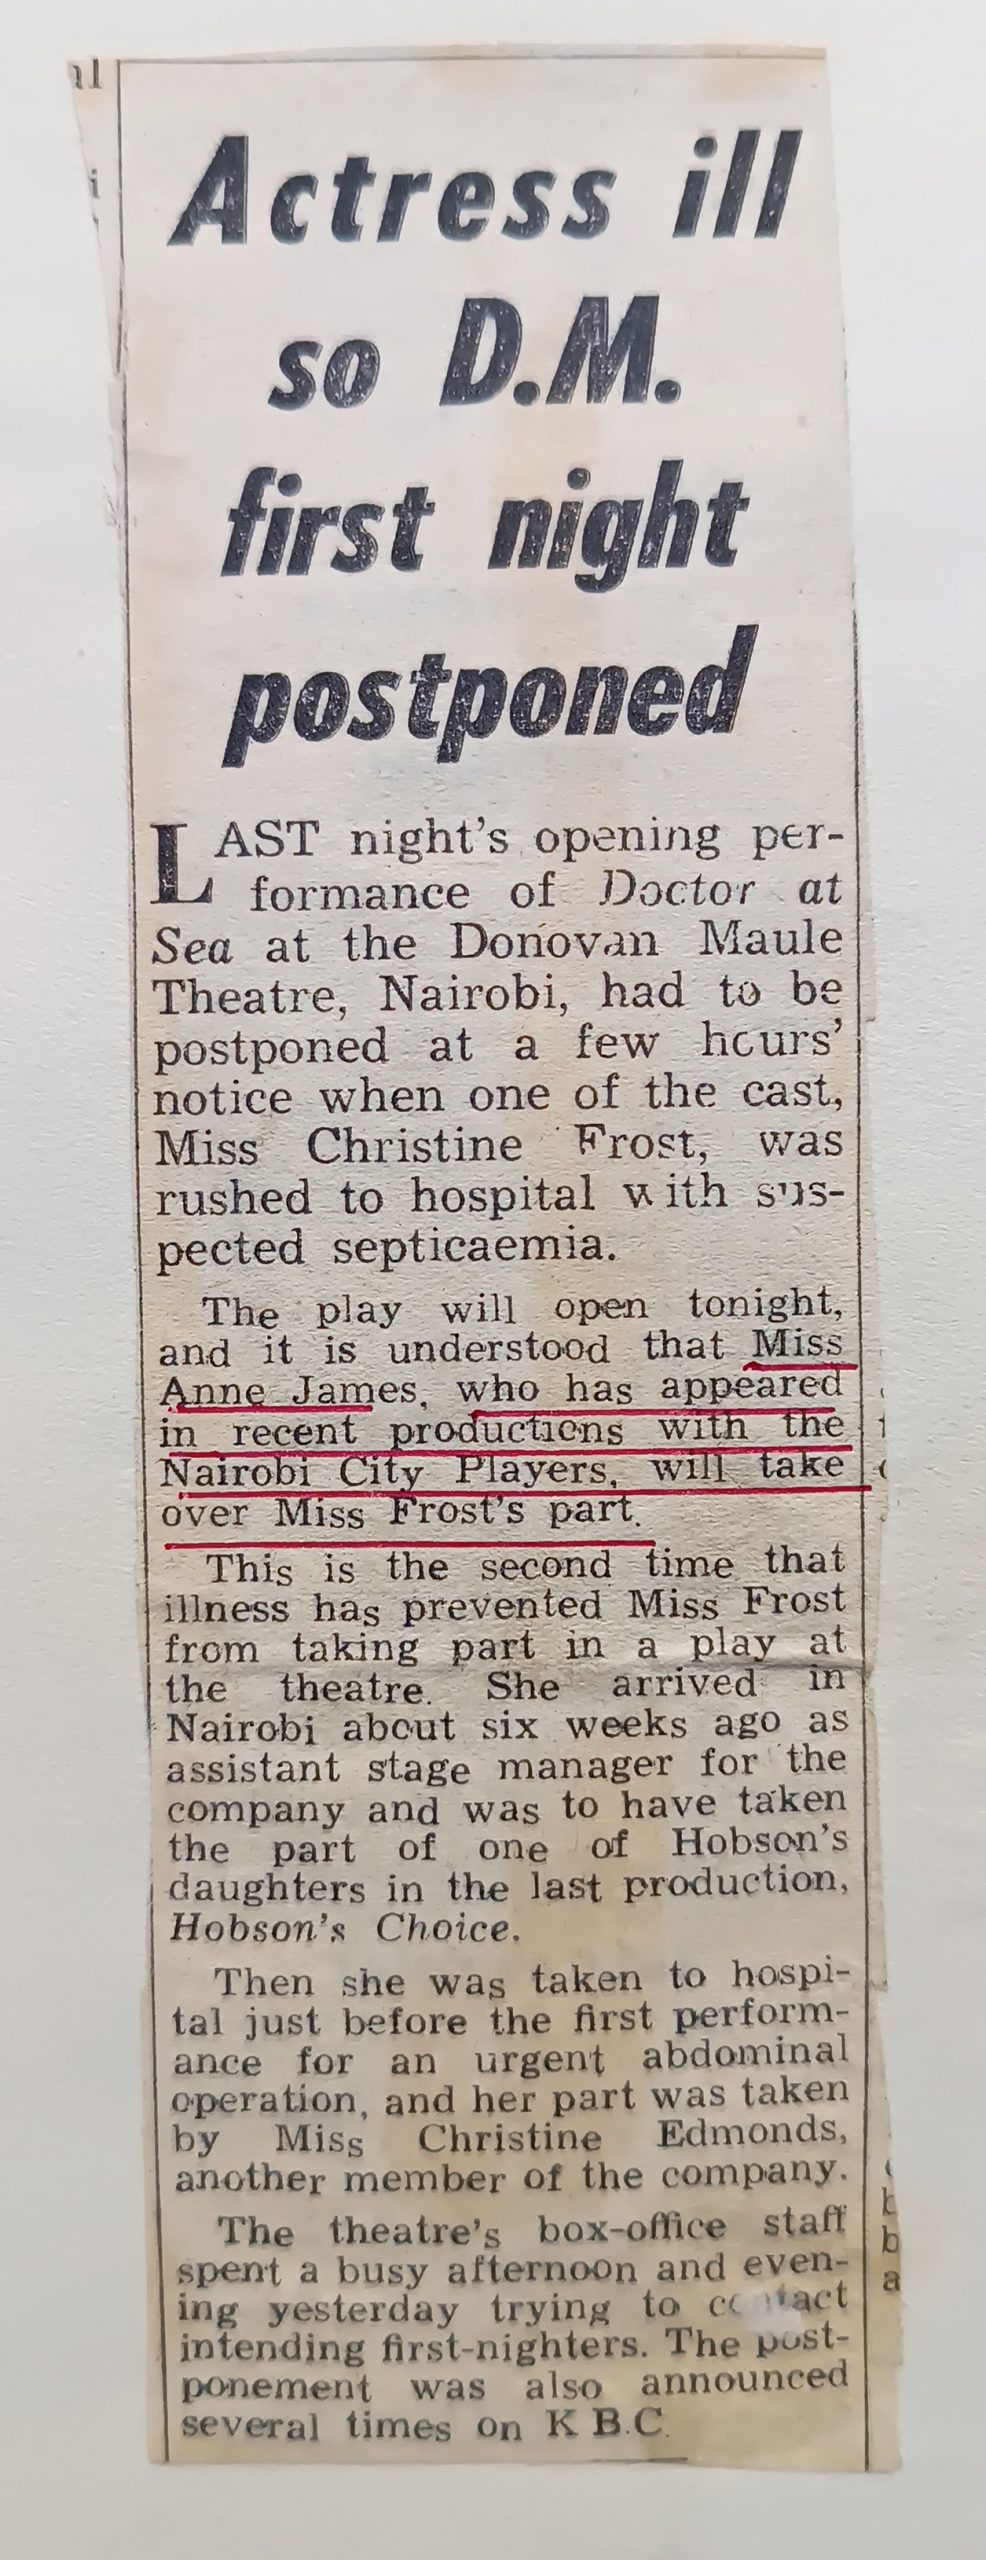 Actress ill
so D.M.
first night
postponed
LAST night's opening per-
formance of Doctor at
Sea at the Donovan Maule
Theatre, Nairobi, had to be
postponed at a few hours'
notice when one of the cast,
Miss Christine Frost, was
rushed to hospital with sus-
pected septicaemia.
The play will open tonight,
and it is understood that Miss
Anne James, who has appeared
in recent productions with the
Nairobi City Players, will take
over Miss Frost's part.
This is the second time that
illness has prevented Miss Frost
from taking part in a play at
the theatre. She arrived in
Nairobi about six weeks ago as
assistant stage manager for the
company and was to have taken
the part of one of Hobson's
daughters in the last production,
Hobson's Choice.
Then she was taken to hospi-
tal just before the first perform-
ance for an urgent abdominal
operation, and her part was taken
by Miss Christine Edmonds,
another member of the company.
The theatre's box-office staff
spent a busy afternoon and even-
ing yesterday trying to contact
intending first-nighters. The post-
ponement was also announced
several times on K B.C.